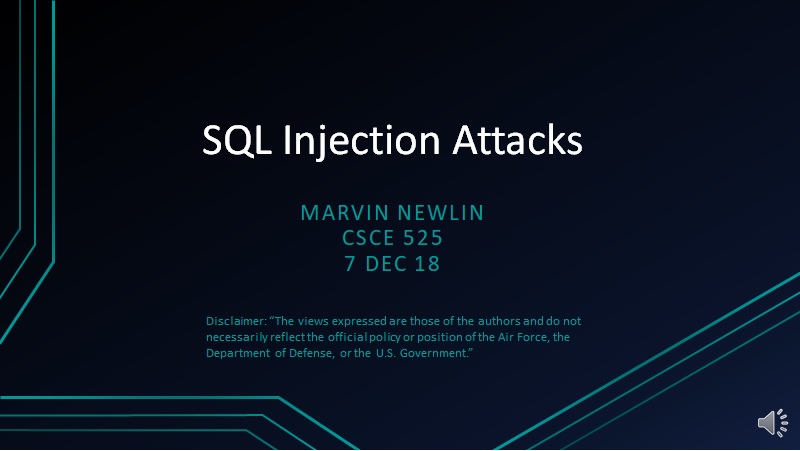 SQL Injection Attacks
MARVIN NEWLIN
CSCE 525
7 DEC 18
Disclaimer: “The views expressed are those of the authors and do not
necessarily reflect the official policy or position of the Air Force, the
Department of Defense, or the U.S. Government.”